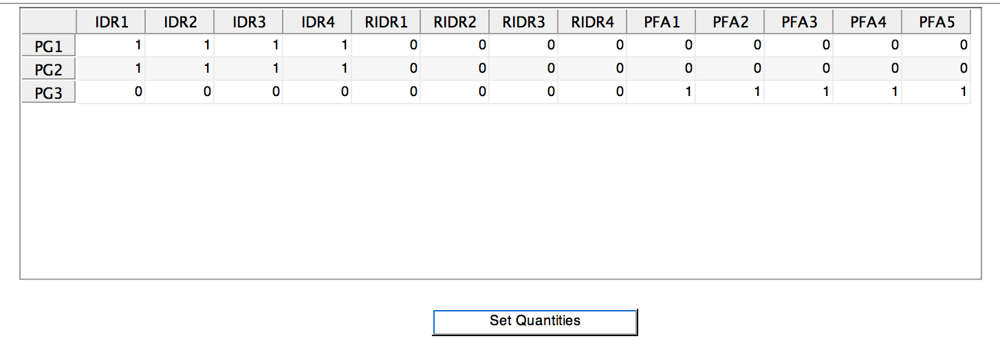 IDR1 IDR2 IDR3 IDR4 RIDR1 RIDR2 RIDR3 RIDR4 PFA1 PFA2 PFA3 PFA4 PFA5
PG1 1 1 1 1 0 0 0 0 0 0 0 0 0
PG2 1 1 1 1 0 0 0 0 0 0 0 0 0
PG3 0 0 0 0 0 0 0 0 1 1 1 1 1
Set Quantities